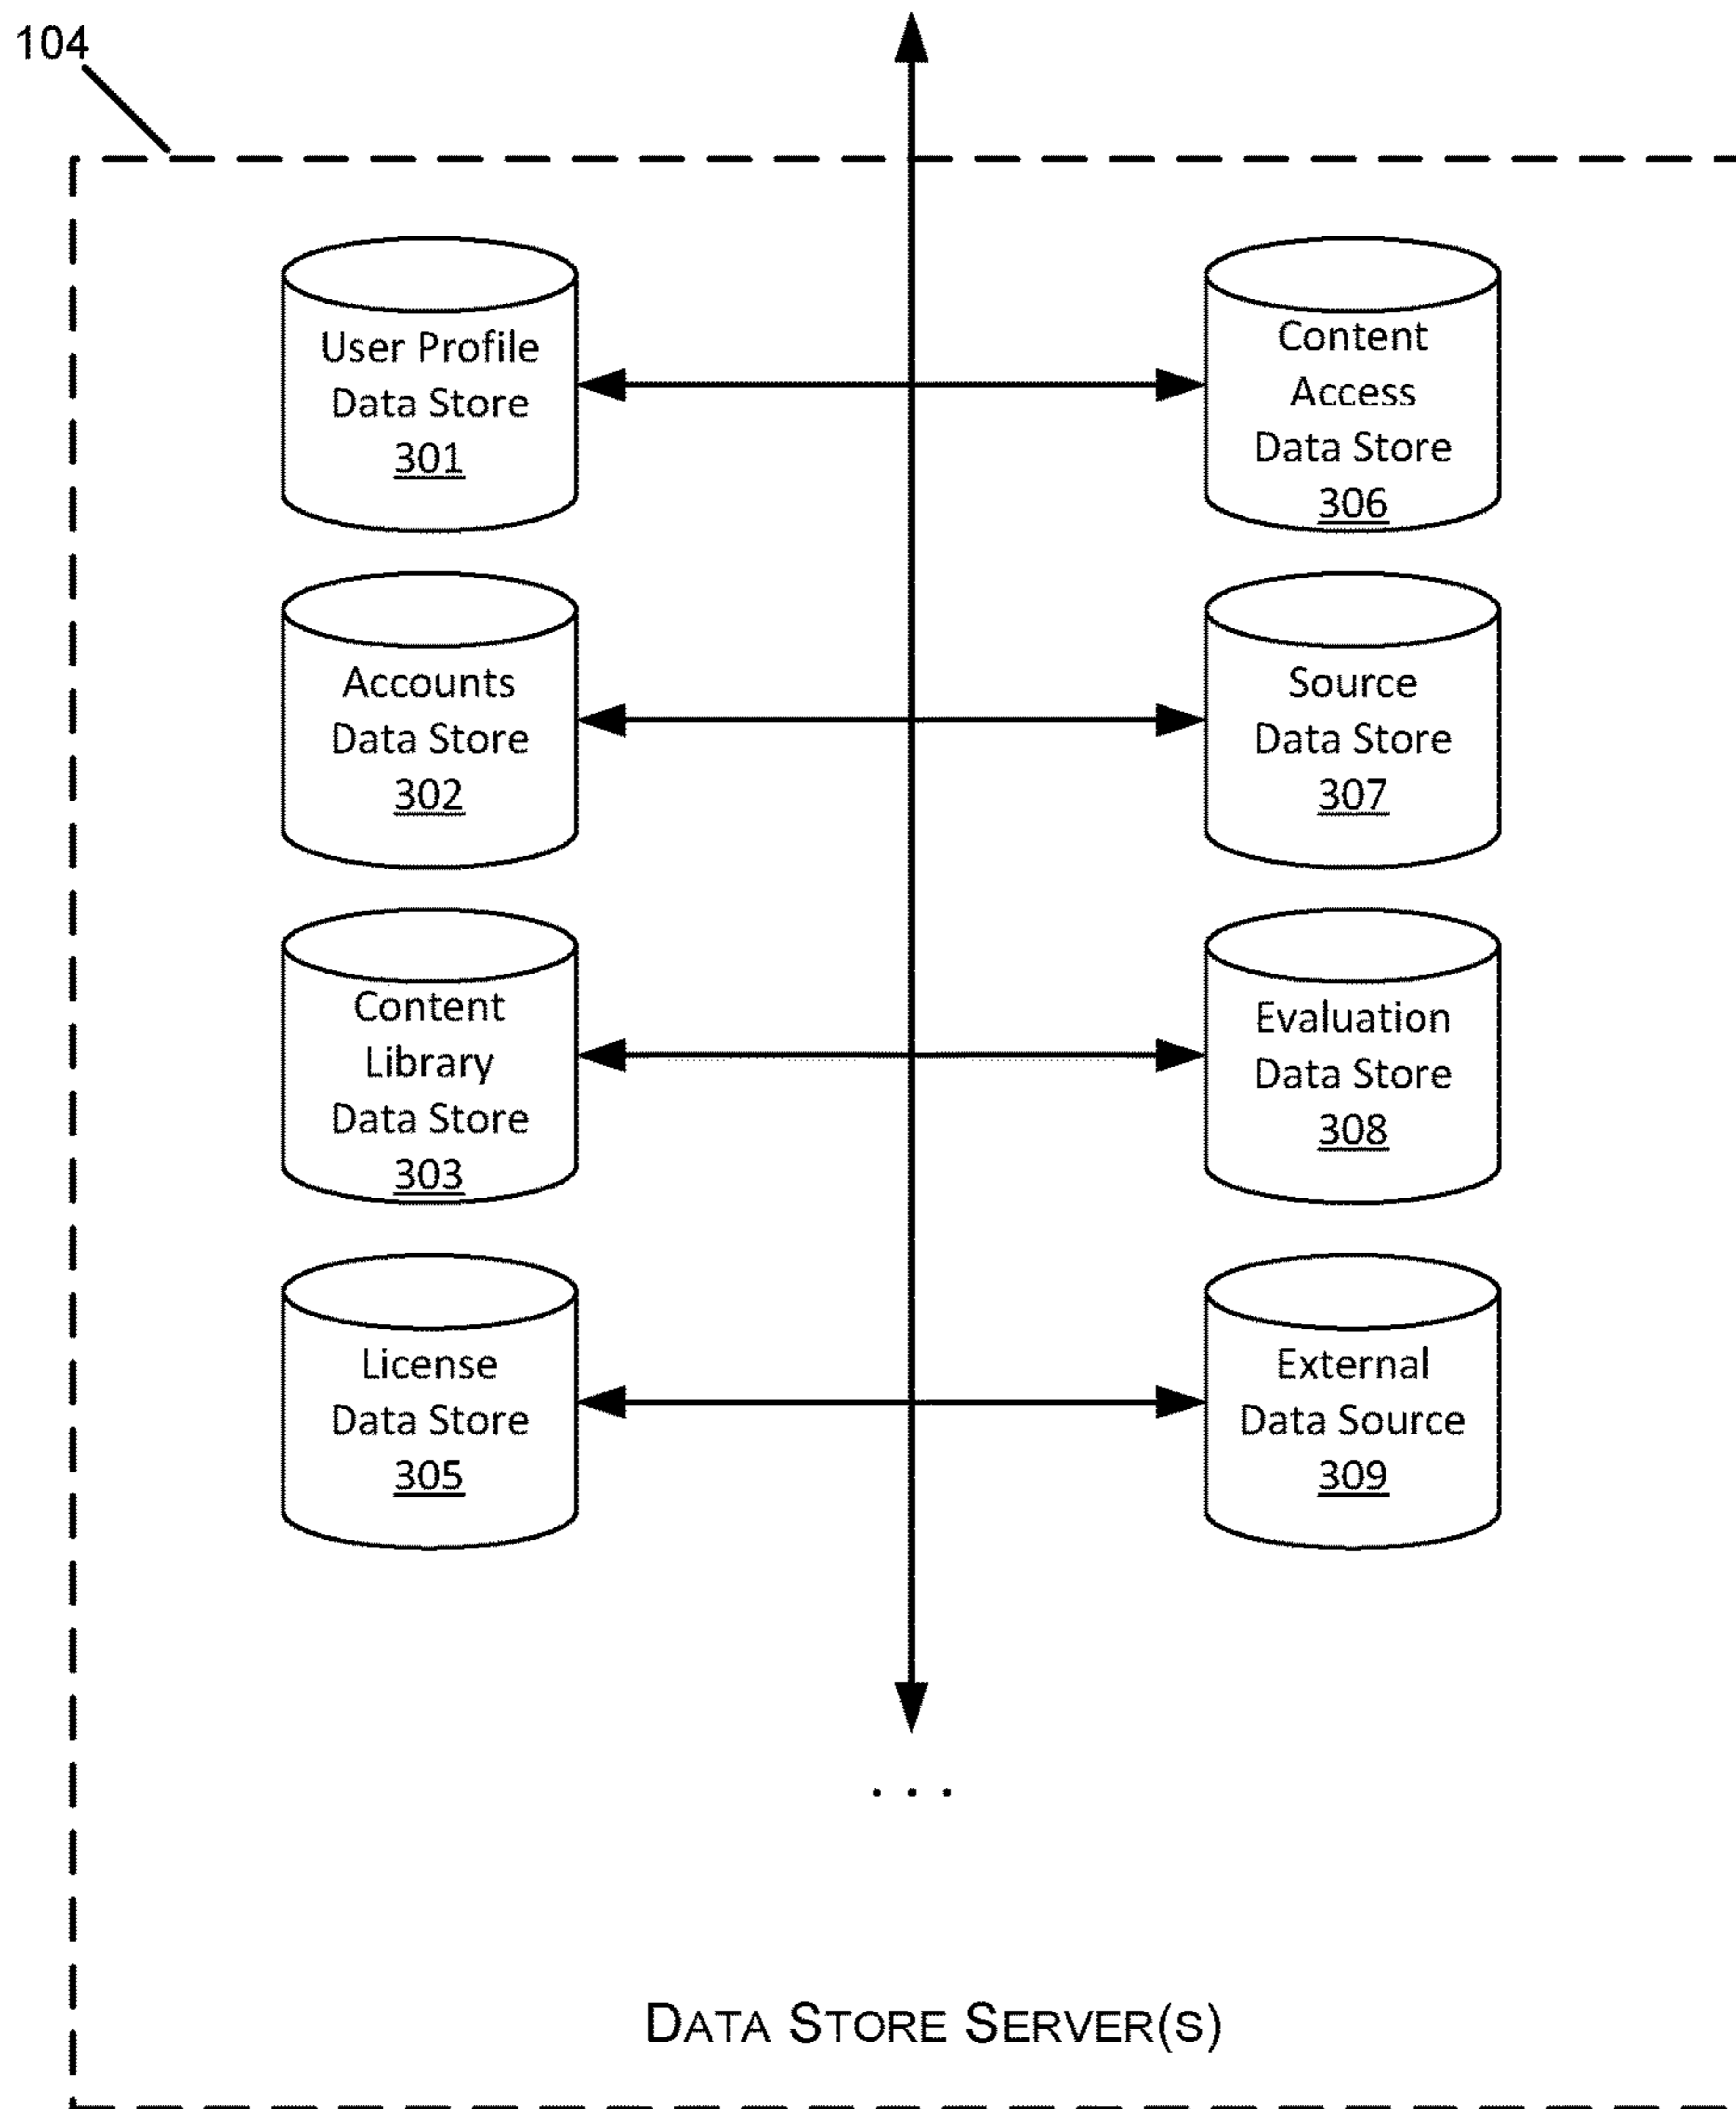 104
User Profile
Data Store
301
Content
Access
Data Store
306
Accounts
Data Store
302
Source
Data Store
307
Content
Library
Data Store
303
Evaluation
Data Store
308
License
Data Store
305
External
Data Source
309
. . .
DATA STORE SERVER(S)